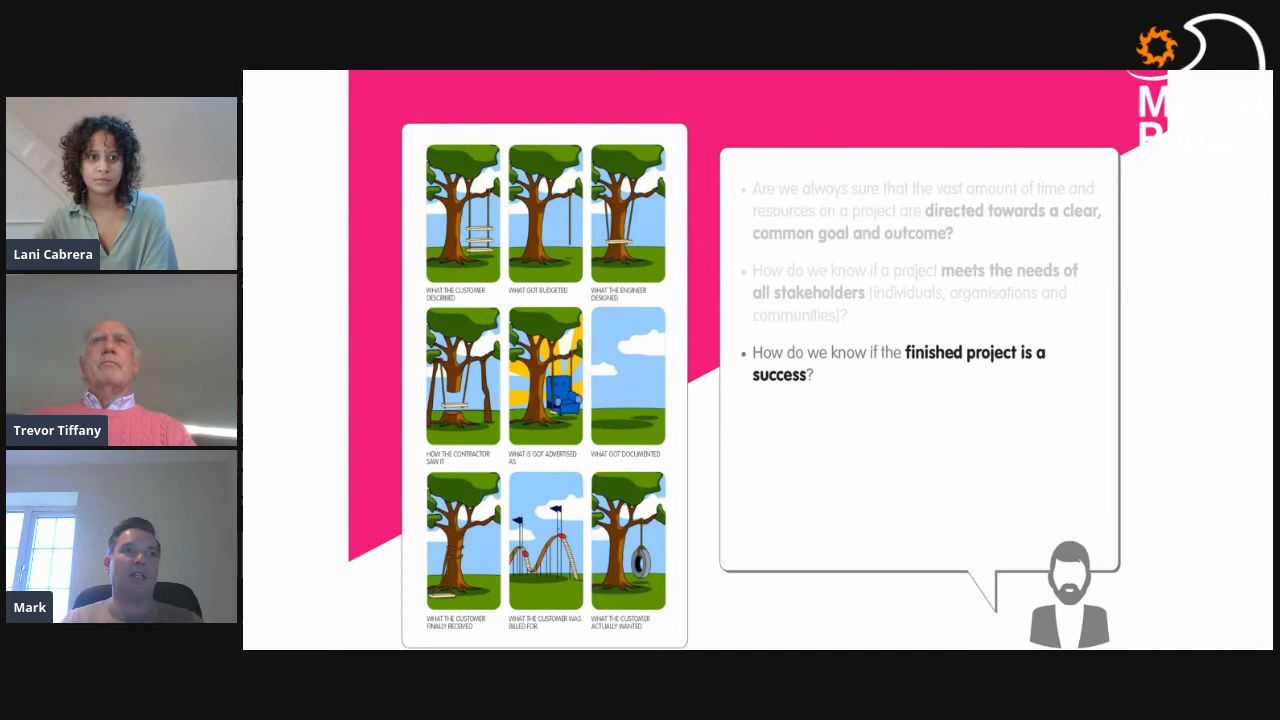 Lani Cabrera
Trevor Tiffany
Mark
WHAT THE CUSTOMER
DESCRIBED
WHAT GOT BUDGETED
WHAT THE ENGINEER
DESIGNED
HOW THE CONTRACTOR
SAW IT
WHAT IS GOT ADVERTISED
AS
WHAT GOT DOCUMENTED
WHAT THE CUSTOMER
FINALLY RECEIVED
WHAT THE CUSTOMER WAS
BILLED FOR
WHAT THE CUSTOMER
ACTUALLY WANTED
• Are we always sure that the vast amount of time and
resources on a project are directed towards a clear,
common goal and outcome?
• How do we know if a project meets the needs of
all stakeholders (individuals, organisations and
communities)?
• How do we know if the finished project is a
success?